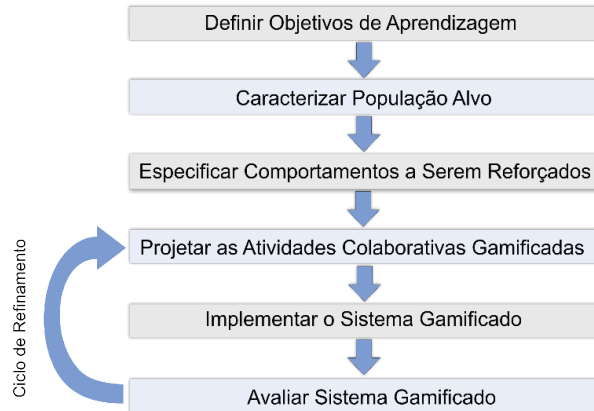 Definir Objetivos de Aprendizagem
Caracterizar População Alvo
Especificar Comportamentos a Serem Reforçados
Projetar as Atividades Colaborativas Gamificadas
Implementar o Sistema Gamificado
Avaliar Sistema Gamificado
Ciclo de Refinamento